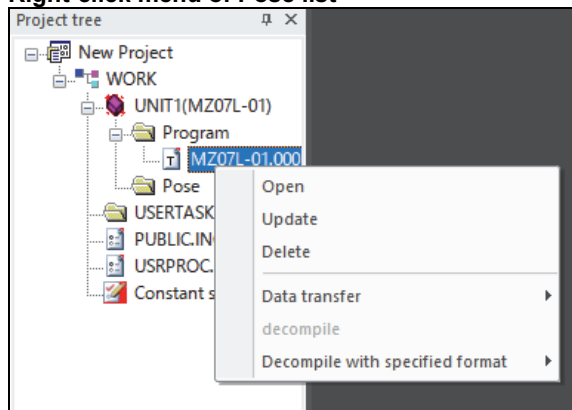 Right-click menu of Pose list
Project tree
New Project
WORK
UNIT1(MZ07L-01)
Program
MZ07L-01.000
Pose
USERTASK
PUBLIC.IN
USRPROC.
Constant s
Open
Update
Delete
Data transfer
decompile
Decompile with specified format